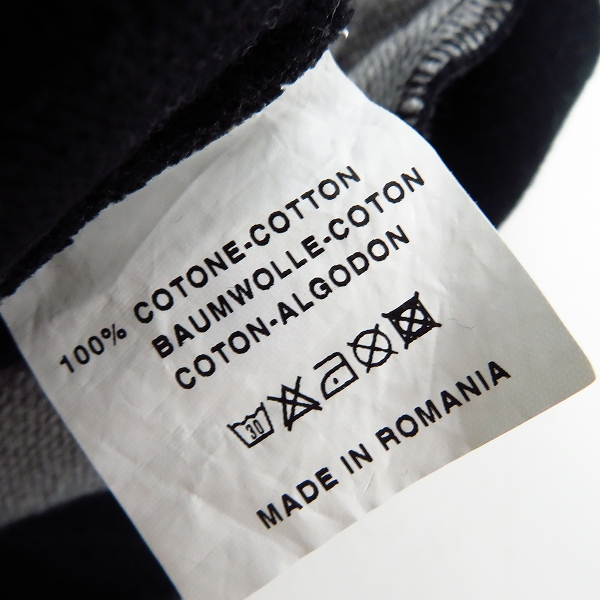 100% COTONE-COTTON
BAUMWOLLE-COTON
COTON-ALGODON
30
MADE IN ROMANIA